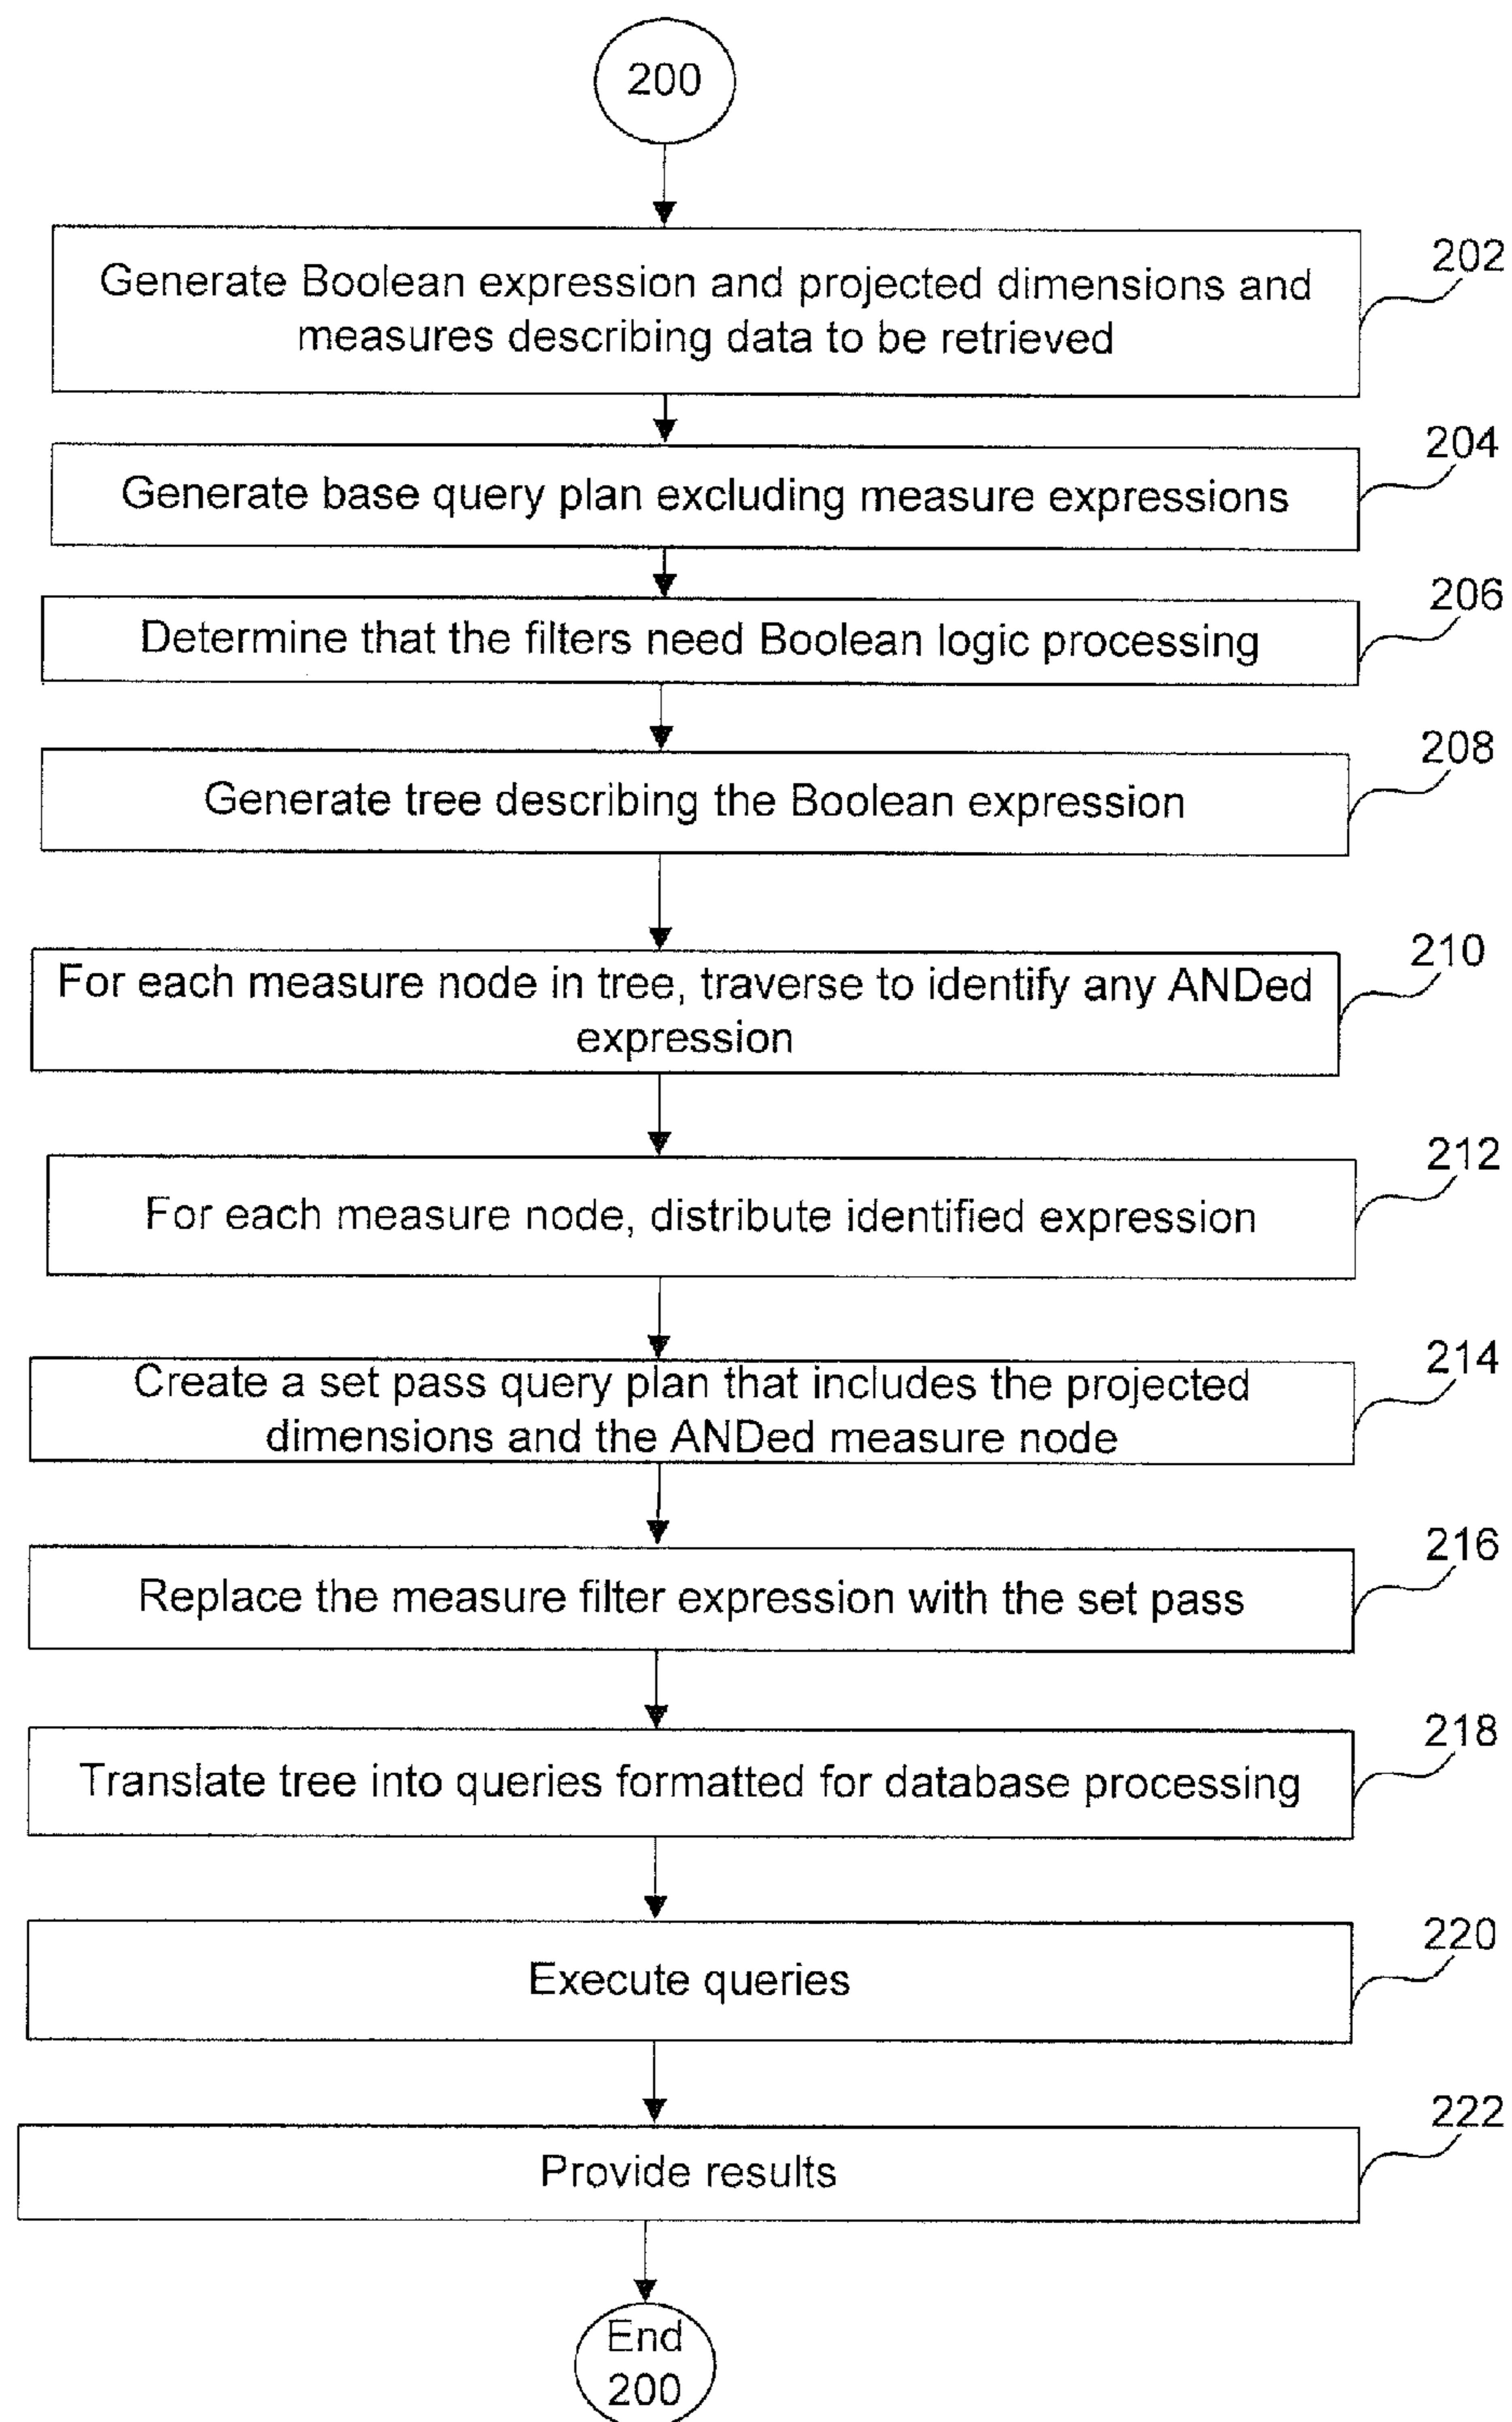 200
202
Generate Boolean expression and projected dimensions and
measures describing data to be retrieved
204
Generate base query plan excluding measure expressions
206
Determine that the filters need Boolean logic processing
208
Generate tree describing the Boolean expression
210
For each measure node in tree, traverse to identify any ANDed
expression
212
For each measure node, distribute identified expression
214
Create a set pass query plan that includes the projected
dimensions and the ANDed measure node
216
Replace the measure filter expression with the set pass
218
Translate tree into queries formatted for database processing
220
Execute queries
222
Provide results
End
200